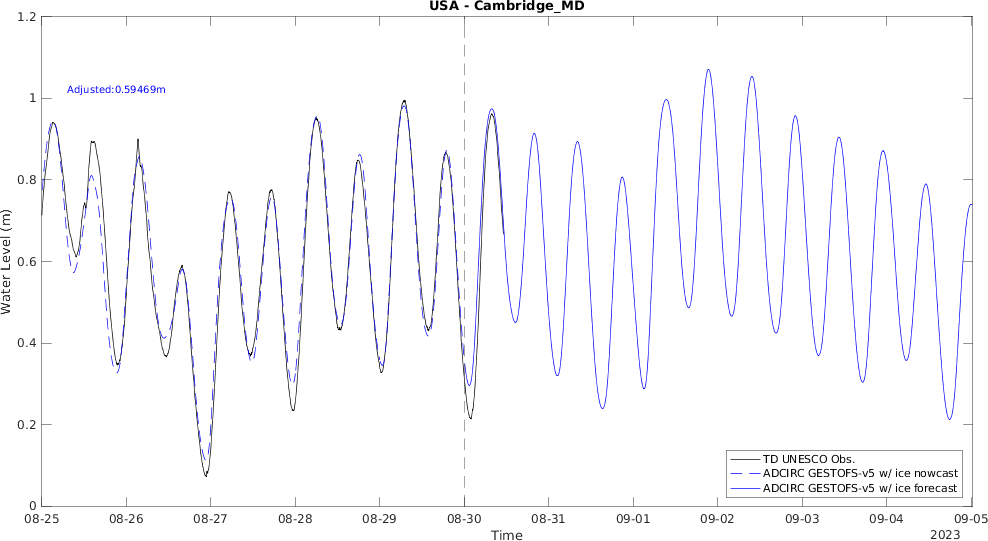 USA - Cambridge_MD
1.2
1
0.8
0.6
0.4
0.2
0
Water Level (m)
Adjusted:0.59469m
TD UNESCO Obs.
ADCIRC GESTOFS-v5 w/ ice nowcast
ADCIRC GESTOFS-v5 w/ ice forecast
08-25 08-26 08-27 08-28 08-29 08-30 08-31 09-01 09-02 09-03 09-04 09-05
Time
2023